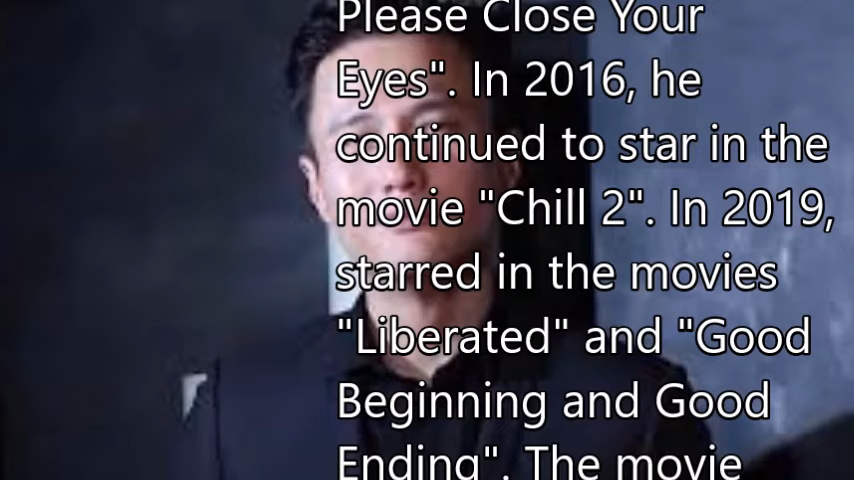 Please Close Your
Eyes". In 2016, he
continued to star in the
movie "Chill 2". In 2019,
starred in the movies
"Liberated" and "Good
Beginning and Good
Ending". The movie